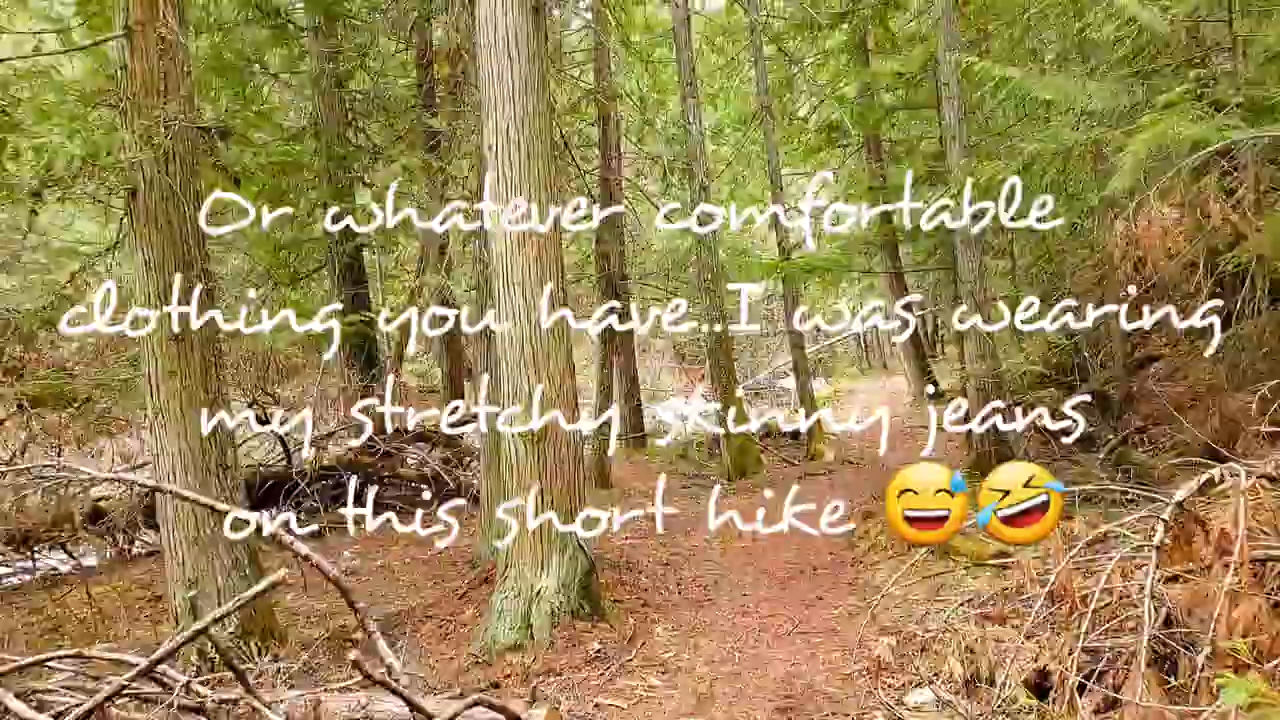 Or whatever comfortable
clothing you have..I was wearing
my stretchy skinny jeans
on this short hike 😅🤣